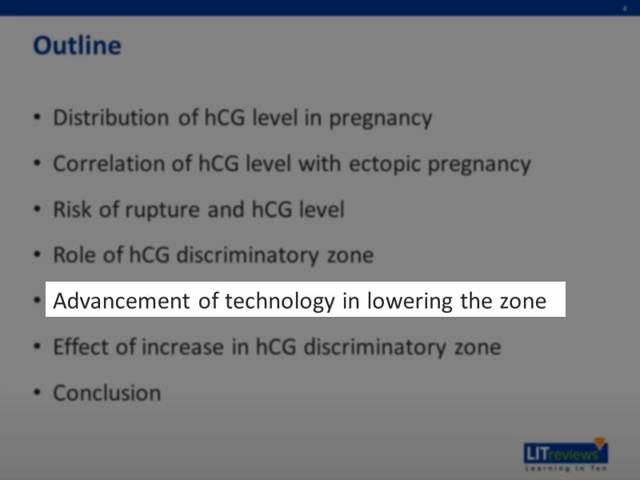 4
Outline
• Distribution of hCG level in pregnancy
• Correlation of hCG level with ectopic pregnancy
• Risk of rupture and hCG level
• Role of hCG discriminatory zone
• Advancement of technology in lowering the zone
• Effect of increase in hCG discriminatory zone
• Conclusion
LITreviews
Learning in Ten